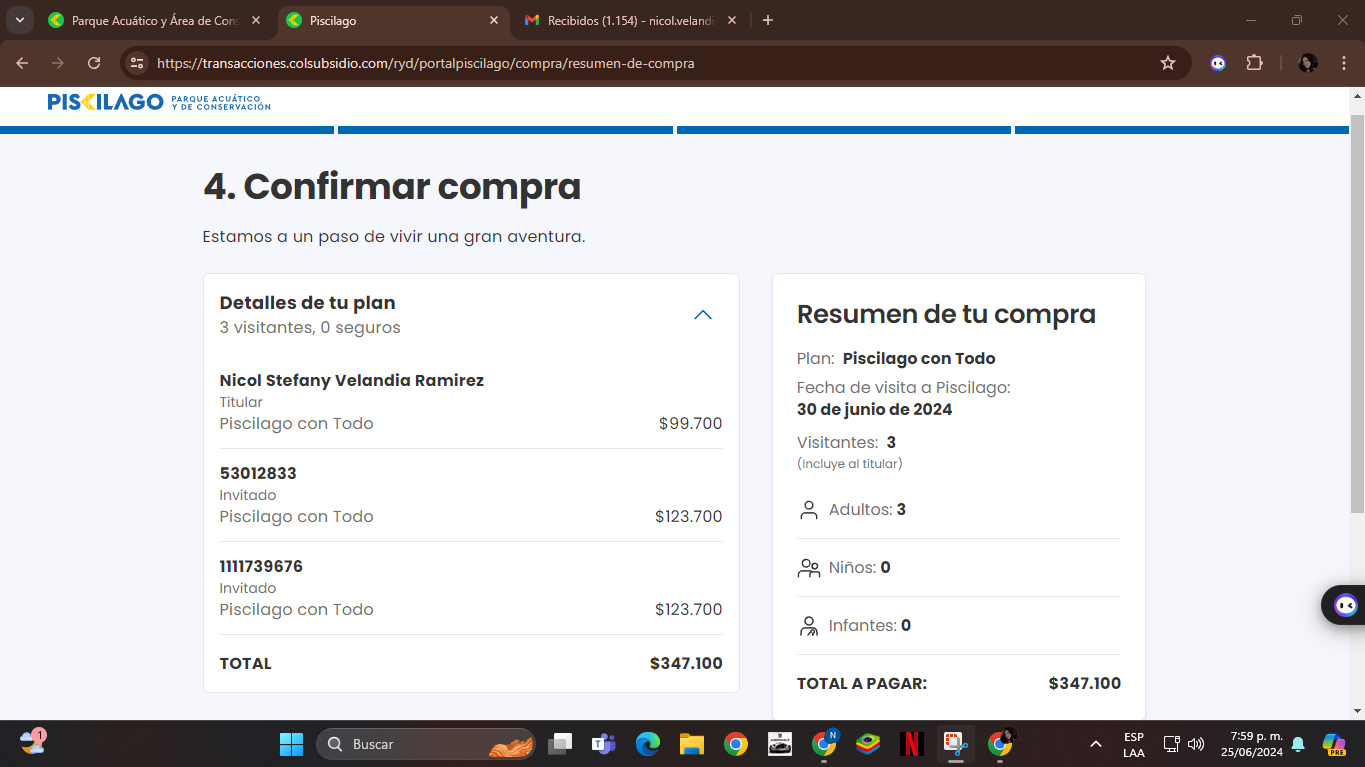 Parque Acuático y Área de Cons
Piscilago
Recibidos (1.154) - nicol.velandi
https://transacciones.colsubsidio.com/ryd/portalpiscilago/compra/resumen-de-compra
PISCILAGO PARQUE ACUÁTICO,
Y DE CONSERVACIÓN
4. Confirmar compra
Estamos a un paso de vivir una gran aventura.
Detalles de tu plan
3 visitantes, 0 seguros
Nicol Stefany Velandia Ramirez
Titular
Piscilago con Todo $99.700
53012833
Invitado
Piscilago con Todo $123.700
1111739676
Invitado
Piscilago con Todo $123.700
TOTAL $347.100
Resumen de tu compra
Plan: Piscilago con Todo
Fecha de visita a Piscilago:
30 de junio de 2024
Visitantes: 3
(Incluye al titular)
Adultos: 3
Niños: 0
Infantes: 0
TOTAL A PAGAR: $347.100
1
Buscar
N
ESP
LAA
7:59 p. m.
25/06/2024
PRE